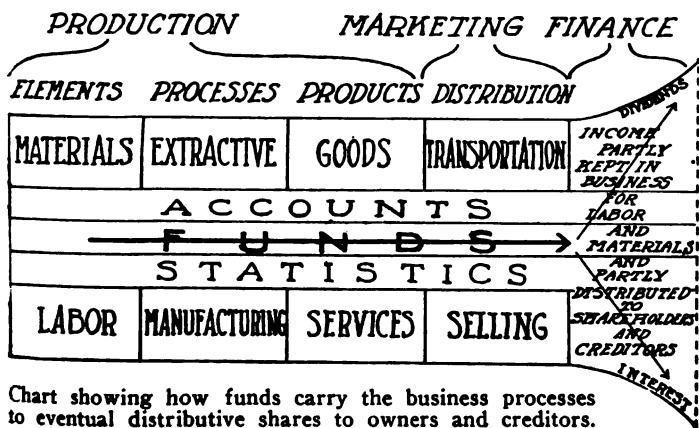 PRODUCTION MARKETING FINANCE
ELEMENTS PROCESSES PRODUCTS DISTRIBUTION
MATERIALS EXTRACTIVE GOODS TRANSPORTATION
ACCOUNTS
FUNDS
STATISTICS
LABOR MANUFACTURING SERVICES SELLING
DIVIDENDS
INCOME
PARTLY
KEPT IN
BUSINESS
FOR
LABOR
AND
MATERIALS
AND
PARTLY
DISTRIBUTED
TO
SHAREHOLDERS
AND
CREDITORS
INTEREST
Chart showing how funds carry the business processes
to eventual distributive shares to owners and creditors.